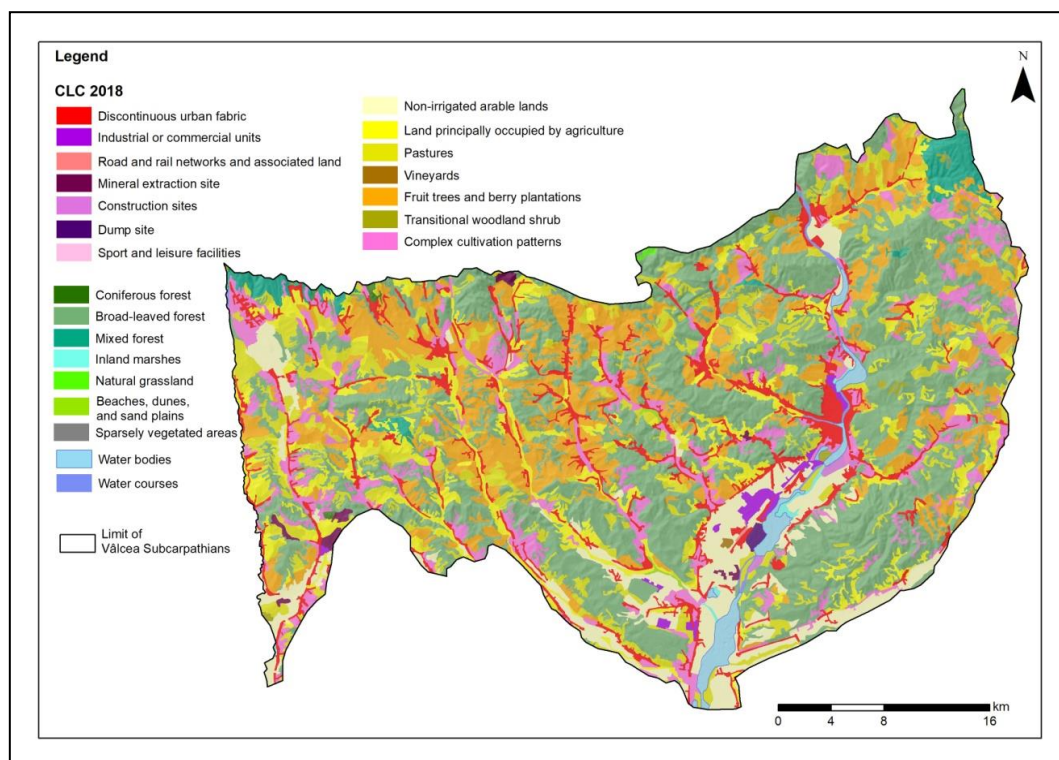 Legend
CLC 2018
Discontinuous urban fabric
Industrial or commercial units
Road and rail networks and associated land
Mineral extraction site
Construction sites
Dump site
Sport and leisure facilities
Coniferous forest
Broad-leaved forest
Mixed forest
Inland marshes
Natural grassland
Beaches, dunes,
and sand plains
Sparsely vegetated areas
Water bodies
Water courses
Limit of
Vâlcea Subcarpathians
Non-irrigated arable lands
Land principally occupied by agriculture
Pastures
Vineyards
Fruit trees and berry plantations
Transitional woodland shrub
Complex cultivation patterns
N
km
0 4 8 16